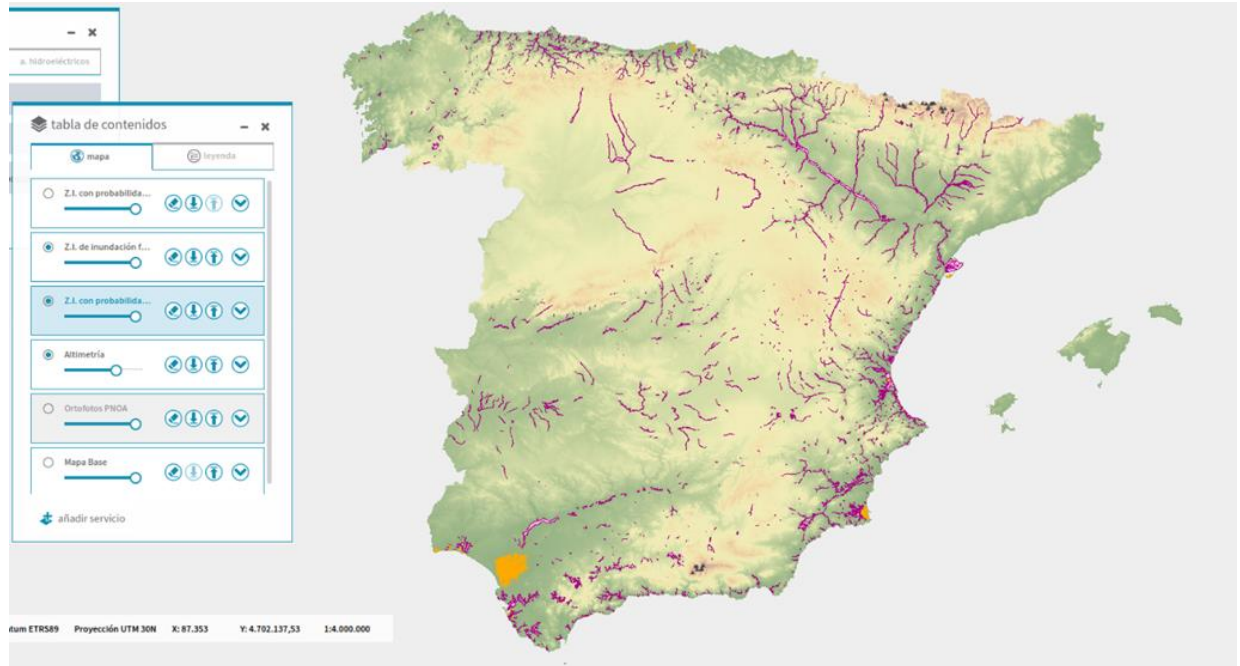 a. hidroeléctricos
tabla de contenidos
mapa
leyenda
Z.I. con probabilida...
Z.I. de inundación f...
Z.I. con probabilida...
Altimetría
Ortofotos PNOA
Mapa Base
añadir servicio
atum ETRS89 Proyección UTM 30N X: 87.353 Y: 4.702.137,53 1:4.000.000